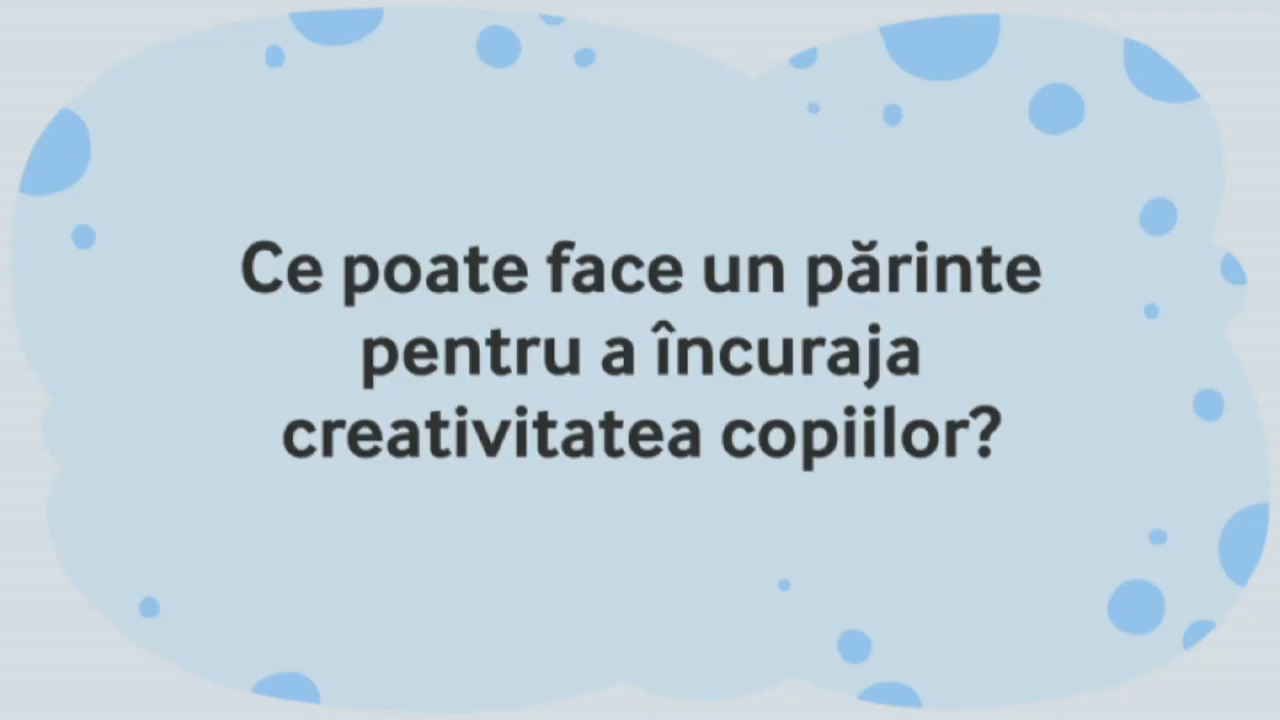 Ce poate face un părinte
pentru a încuraja
creativitatea copiilor?